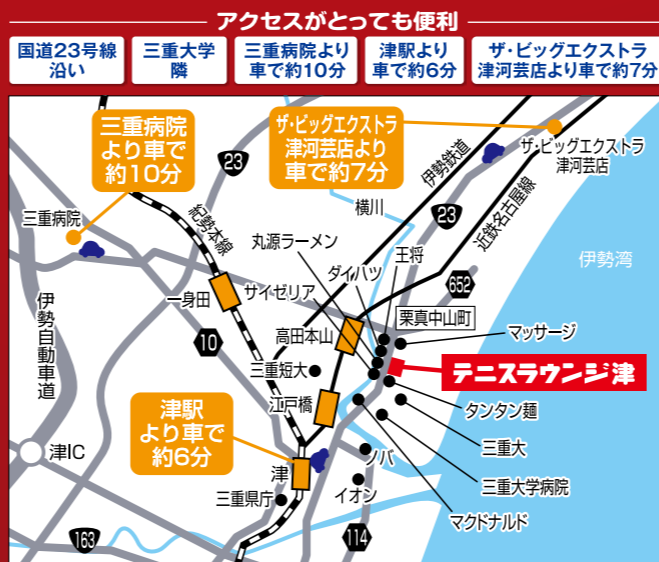 アクセスがとっても便利
国道23号線
沿い
三重大学
隣
三重病院より
車で約10分
津駅より
車で約6分
ザ・ビッグエクストラ
津河芸店より車で約7分
三重病院
より車で
約10分
ザ・ビッグエクストラ
津河芸店より
車で約7分
ザ・ビッグエクストラ
津河芸店
伊勢鉄道
23
23
横川
紀勢本線
近鉄名古屋線
三重病院
丸源ラーメン
王将
ダイハツ
伊勢湾
652
サイゼリア
一身田
栗真中山町
伊勢自動車道
高田本山
マッサージ
10
三重短大
テニスラウンジ津
江戸橋
タンタン麺
津駅
より車で
約6分
三重大
津IC
津
ノバ
三重大学病院
三重県庁
イオン
マクドナルド
163
114